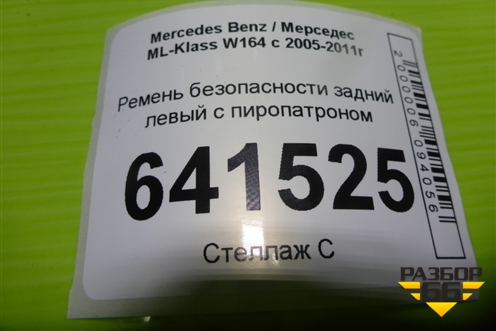 Mercedes Benz / Мерседес
ML-Klass W164 с 2005-2011г
Ремень безопасности задний
левый с пиропатроном
641525
Стеллаж С
2000006094056
РАЗБОР
66